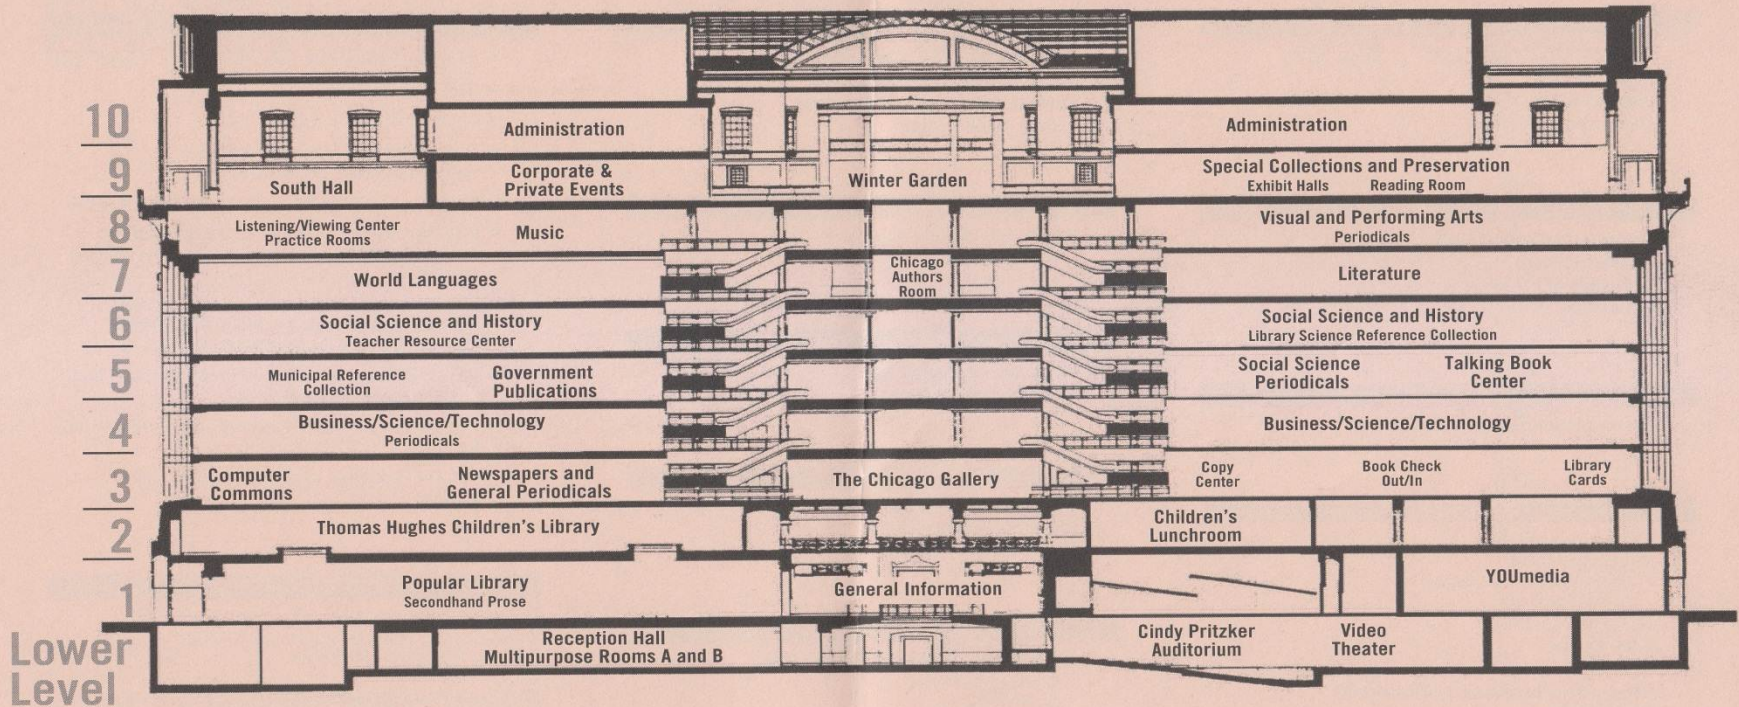 10
Administration
Administration
9
South Hall
Corporate &
Private Events
Winter Garden
Special Collections and Preservation
Exhibit Halls Reading Room
8
Listening/Viewing Center
Practice Rooms
Music
Visual and Performing Arts
Periodicals
7
World Languages
Chicago
Authors
Room
Literature
6
Social Science and History
Teacher Resource Center
Social Science and History
Library Science Reference Collection
5
Municipal Reference
Collection
Government
Publications
Social Science
Periodicals
Talking Book
Center
4
Business/Science/Technology
Periodicals
Business/Science/Technology
3
Computer
Commons
Newspapers and
General Periodicals
The Chicago Gallery
Copy
Center
Book Check
Out/In
Library
Cards
2
Thomas Hughes Children's Library
Children's
Lunchroom
1
Popular Library
Secondhand Prose
General Information
YOUmedia
Lower
Level
Reception Hall
Multipurpose Rooms A and B
Cindy Pritzker
Auditorium
Video
Theater